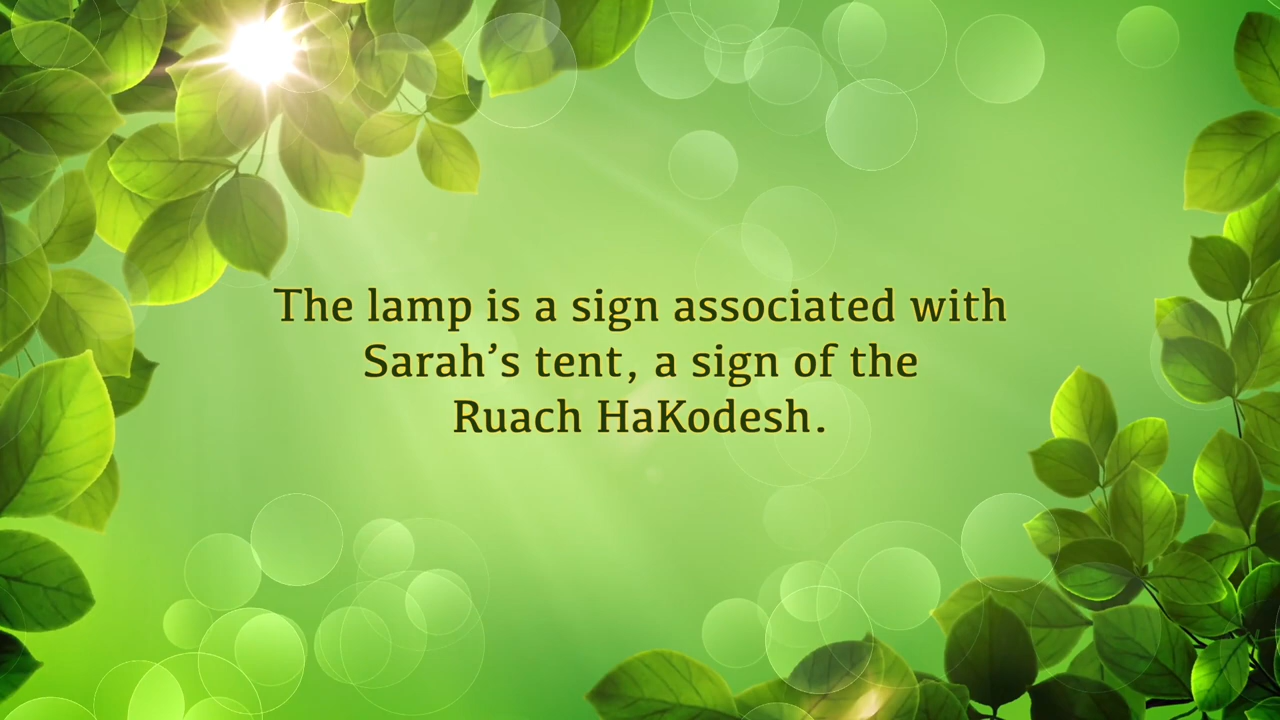 The lamp is a sign associated with
Sarah’s tent, a sign of the
Ruach HaKodesh.